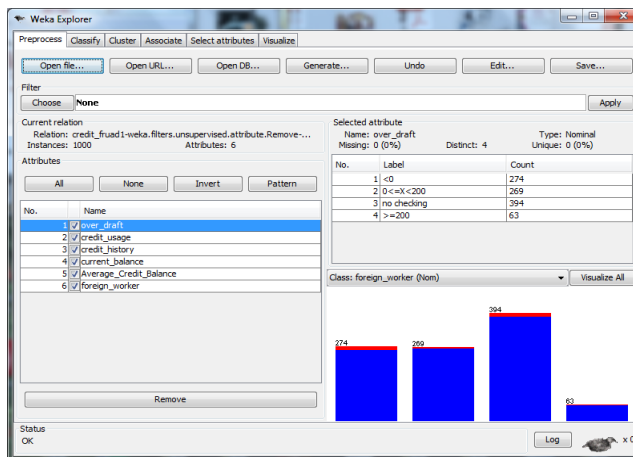 Weka Explorer
Preprocess Classify Cluster Associate Select attributes Visualize
Open file... Open URL... Open DB... Generate... Undo Edit... Save...
Filter
Choose None Apply
Current relation
Relation: credit_fruad1-weka.filters.unsupervised.attribute.Remove-...
Instances: 1000 Attributes: 6
Attributes
All None Invert Pattern
No. Name
1 over_draft
2 credit_usage
3 credit_history
4 current_balance
5 Average_Credit_Balance
6 foreign_worker
Remove
Selected attribute
Name: over_draft Type: Nominal
Missing: 0 (0%) Distinct: 4 Unique: 0 (0%)
No. Label Count
1 <0 274
2 0<=X<200 269
3 no checking 394
4 >=200 63
Class: foreign_worker (Nom) Visualize All
274 269 394 63
Status
OK
Log x 0